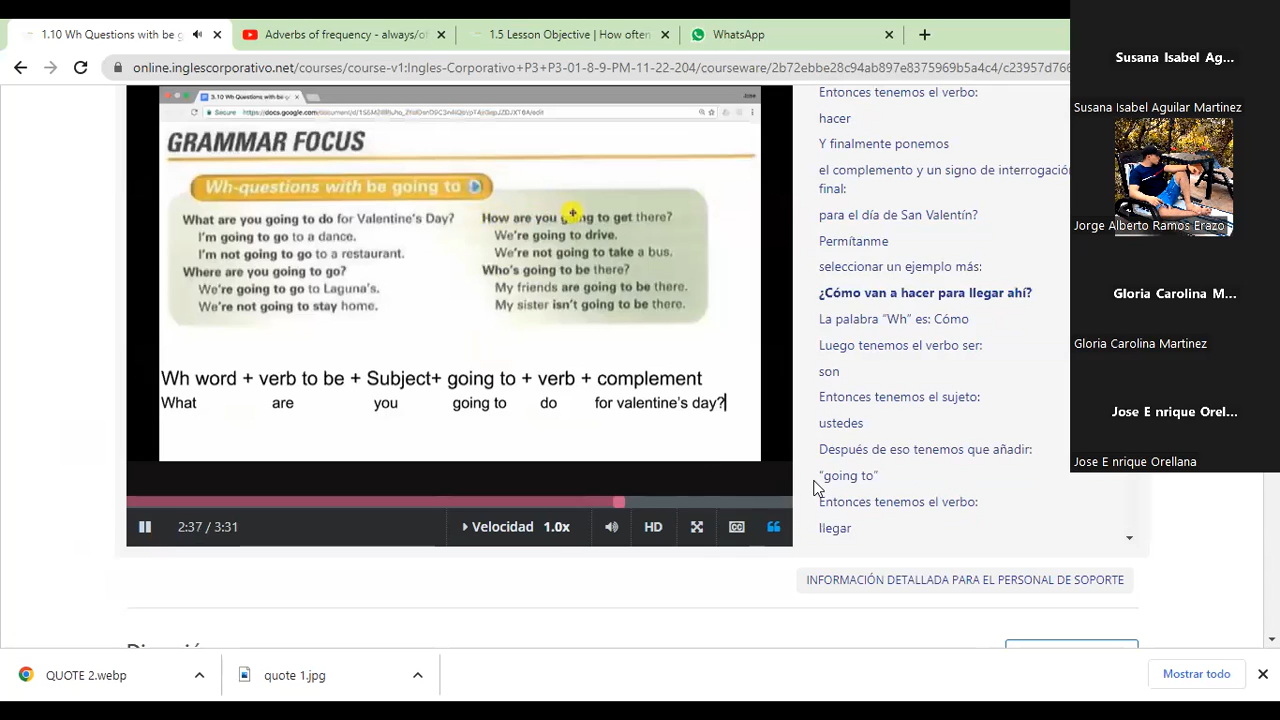 1.10 Wh Questions with be g
Adverbs of frequency - always/of
1.5 Lesson Objective | How often
WhatsApp
online.inglescorporativo.net/courses/course-v1:Ingles-Corporativo+P3+P3-01-8-9-PM-11-22-204/courseware/2b72ebbe28c94ab897e8375969b5a4c4/c23957d766
3.10 Wh Questions with be g
Jose
Secure
GRAMMAR FOCUS
Wh-questions with be going to
What are you going to do for Valentine's Day?
I'm going to go to a dance.
I'm not going to go to a restaurant.
Where are you going to go?
We're going to go to Laguna's.
We're not going to stay home.
How are you going to get there?
We're going to drive.
We're not going to take a bus.
Who's going to be there?
My friends are going to be there.
My sister isn't going to be there.
Wh word + verb to be + Subject+ going to + verb + complement
What are you going to do for valentine's day?
2:37 / 3:31
Velocidad 1.0x
HD
CC
Entonces tenemos el verbo:
hacer
Y finalmente ponemos
el complemento y un signo de interrogación
final:
para el día de San Valentín?
Permítanme
seleccionar un ejemplo más:
¿Cómo van a hacer para llegar ahí?
La palabra “Wh” es: Cómo
Luego tenemos el verbo ser:
son
Entonces tenemos el sujeto:
ustedes
Después de eso tenemos que añadir:
“going to”
Entonces tenemos el verbo:
llegar
INFORMACIÓN DETALLADA PARA EL PERSONAL DE SOPORTE
Susana Isabel Ag...
Susana Isabel Aguilar Martinez
Jorge Alberto Ramos Erazo
Gloria Carolina M...
Gloria Carolina Martinez
Jose E nrique Orel...
Jose E nrique Orellana
QUOTE 2.webp
quote 1.jpg
Mostrar todo